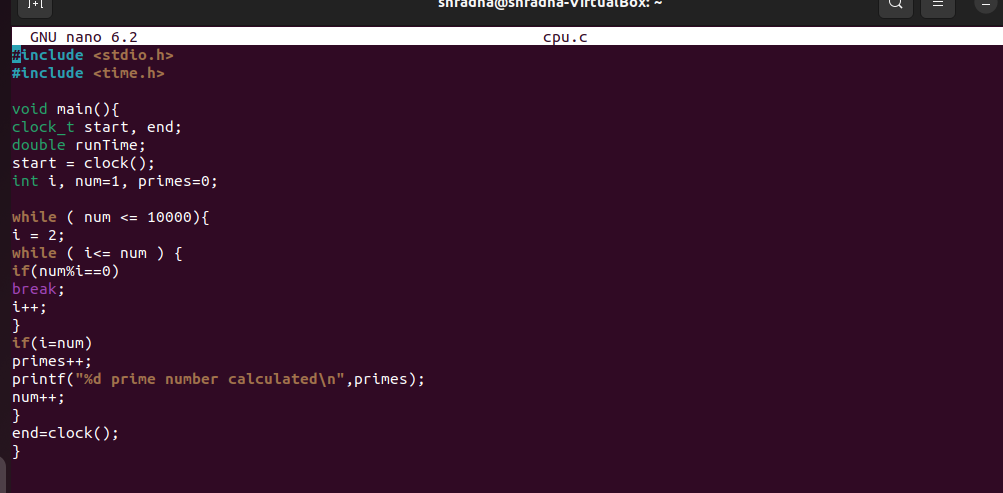 shradha@shradha-VirtualBox: ~
GNU nano 6.2 cpu.c
#include <stdio.h>
#include <time.h>
void main(){
clock_t start, end;
double runTime;
start = clock();
int i, num=1, primes=0;
while ( num <= 10000){
i = 2;
while ( i<= num ) {
if(num%i==0)
break;
i++;
}
if(i=num)
primes++;
printf("%d prime number calculated\n",primes);
num++;
}
end=clock();
}